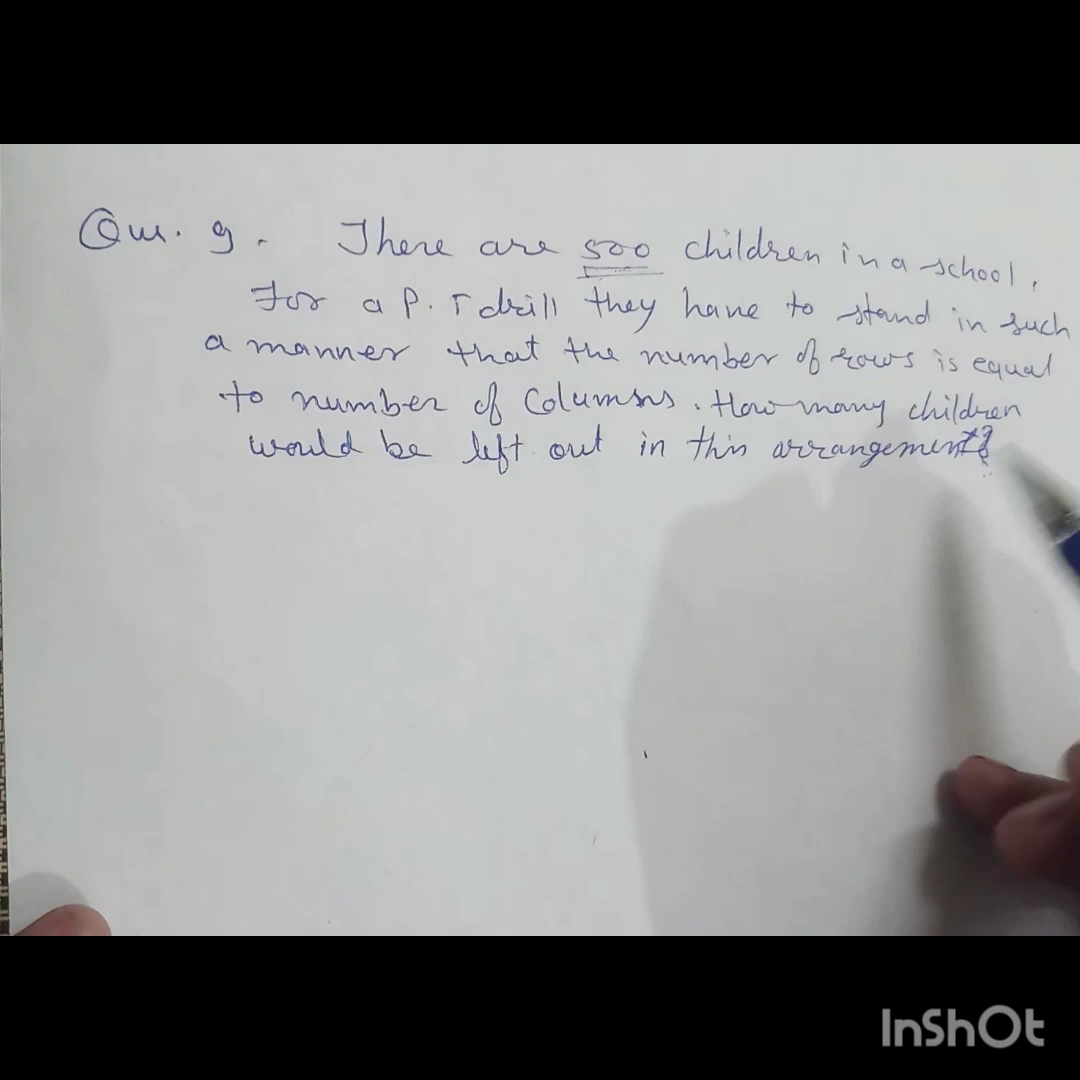 Que. 9. There are 500 children in a school.
For a P.T drill they have to stand in such
a manner that the number of rows is equal
to number of Columns. How many children
would be left out in this arrangement?
InShOt